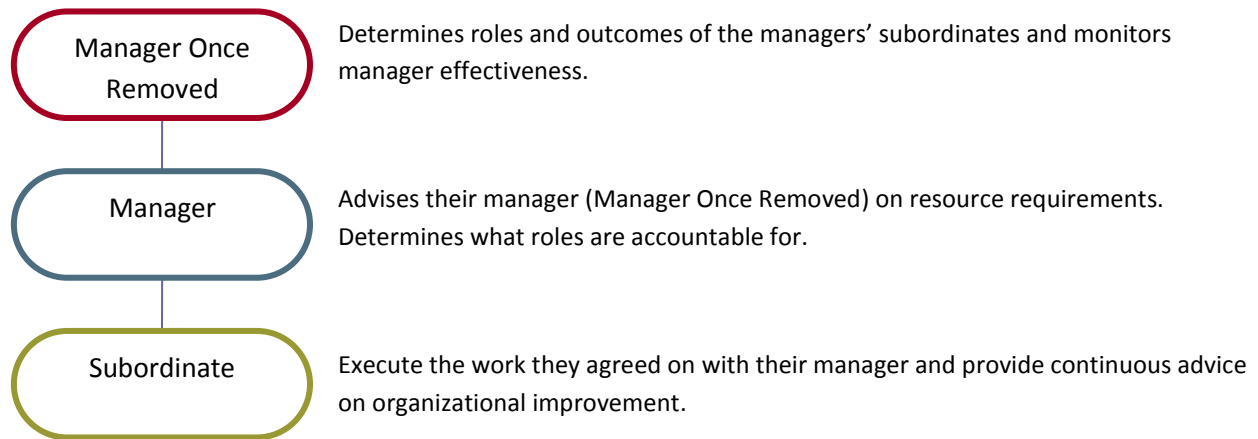 Manager Once
Removed
Determines roles and outcomes of the managers’ subordinates and monitors
manager effectiveness.
Manager
Advises their manager (Manager Once Removed) on resource requirements.
Determines what roles are accountable for.
Subordinate
Execute the work they agreed on with their manager and provide continuous advice
on organizational improvement.